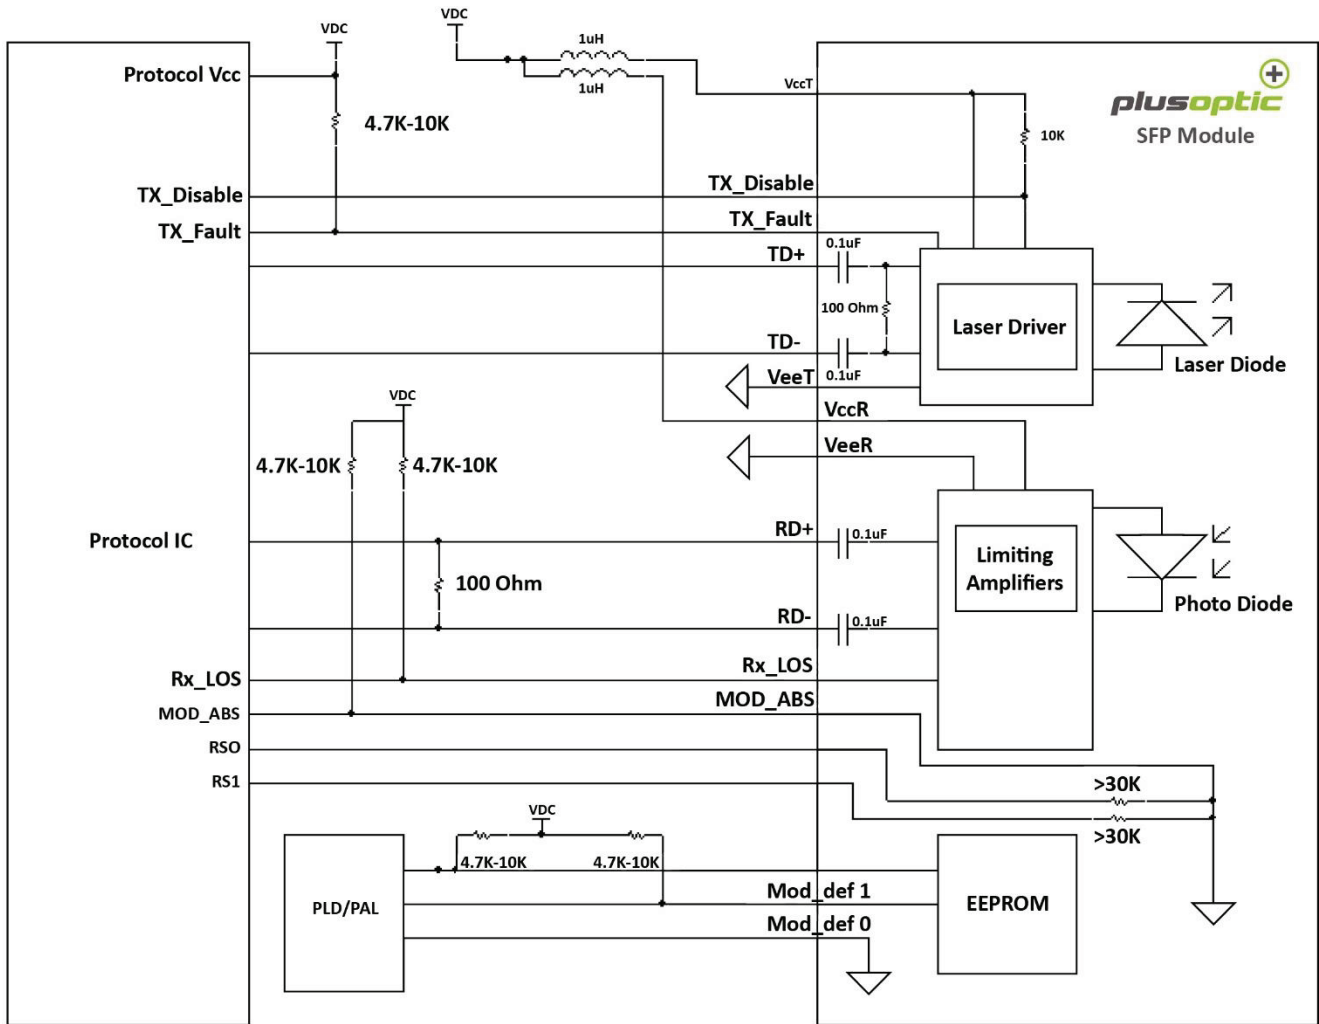 VDC
VDC
1uH
1uH
Protocol Vcc
VccT
plusoptic
SFP Module
4.7K-10K
10K
TX_Disable
TX_Disable
TX_Fault
TX_Fault
0.1uF
TD+
100 Ohm
Laser Driver
TD-
0.1uF
Laser Diode
VeeT
VDC
VccR
VeeR
4.7K-10K
4.7K-10K
Protocol IC
RD+
0.1uF
Limiting
Amplifiers
100 Ohm
Photo Diode
RD-
0.1uF
Rx_LOS
Rx_LOS
MOD_ABS
MOD_ABS
RSO
RS1
>30K
>30K
VDC
4.7K-10K
4.7K-10K
Mod_def 1
PLD/PAL
EEPROM
Mod_def 0